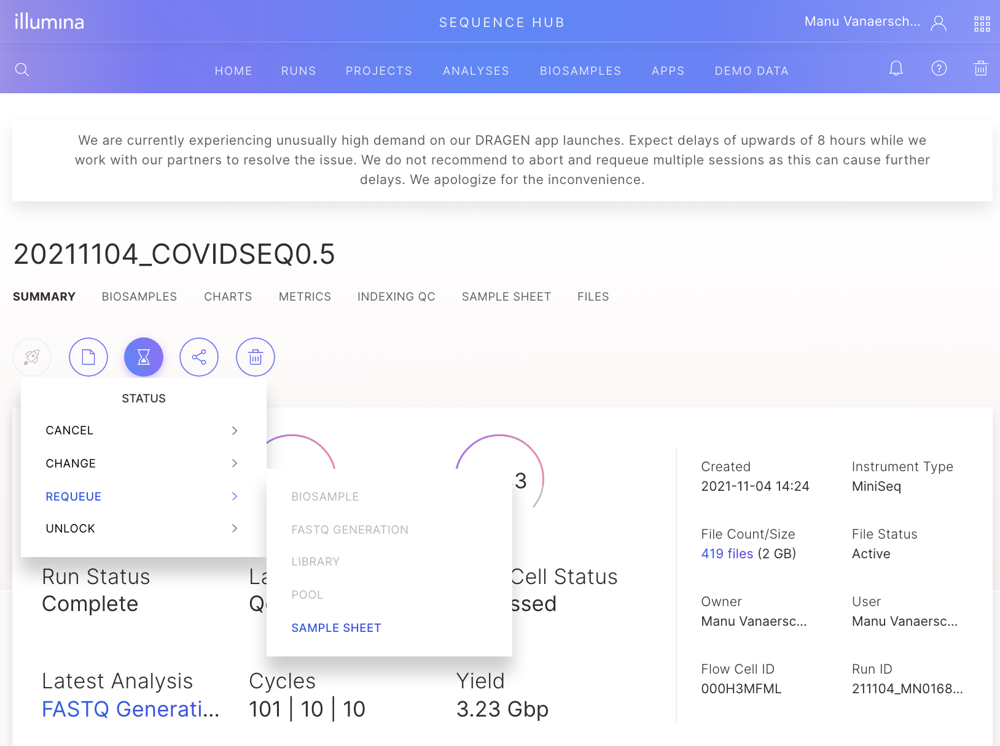 illumina
SEQUENCE HUB
Manu Vanaersch...
HOME RUNS PROJECTS ANALYSES BIOSAMPLES APPS DEMO DATA
We are currently experiencing unusually high demand on our DRAGEN app launches. Expect delays of upwards of 8 hours while we
work with our partners to resolve the issue. We do not recommend to abort and requeue multiple sessions as this can cause further
delays. We apologize for the inconvenience.
20211104_COVIDSEQ0.5
SUMMARY BIOSAMPLES CHARTS METRICS INDEXING QC SAMPLE SHEET FILES
STATUS
CANCEL
CHANGE
REQUEUE
UNLOCK
BIOSAMPLE
FASTQ GENERATION
LIBRARY
POOL
SAMPLE SHEET
3
Run Status
Complete
Cell Status
Latest Analysis
FASTQ Generati...
Cycles
101 | 10 | 10
Yield
3.23 Gbp
Created
2021-11-04 14:24
Instrument Type
MiniSeq
File Count/Size
419 files (2 GB)
File Status
Active
Owner
Manu Vanaersc...
User
Manu Vanaersc...
Flow Cell ID
000H3MFML
Run ID
211104_MN0168...